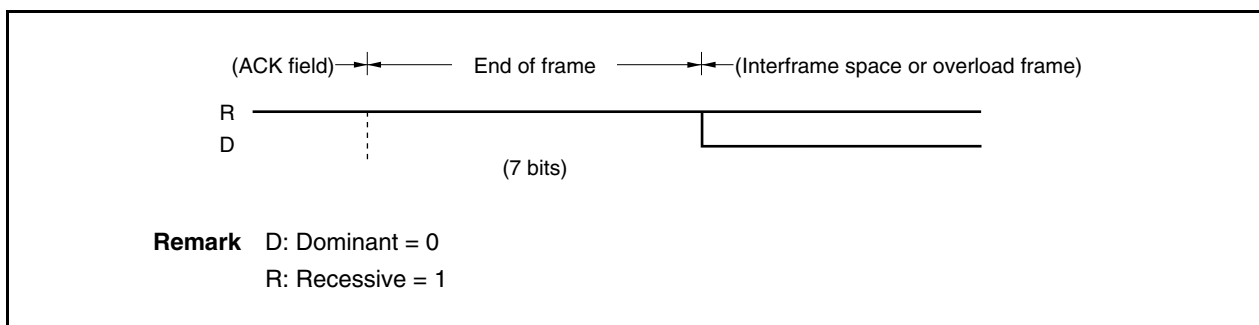 (ACK field) End of frame (Interframe space or overload frame)
R
D
(7 bits)
Remark D: Dominant = 0
R: Recessive = 1